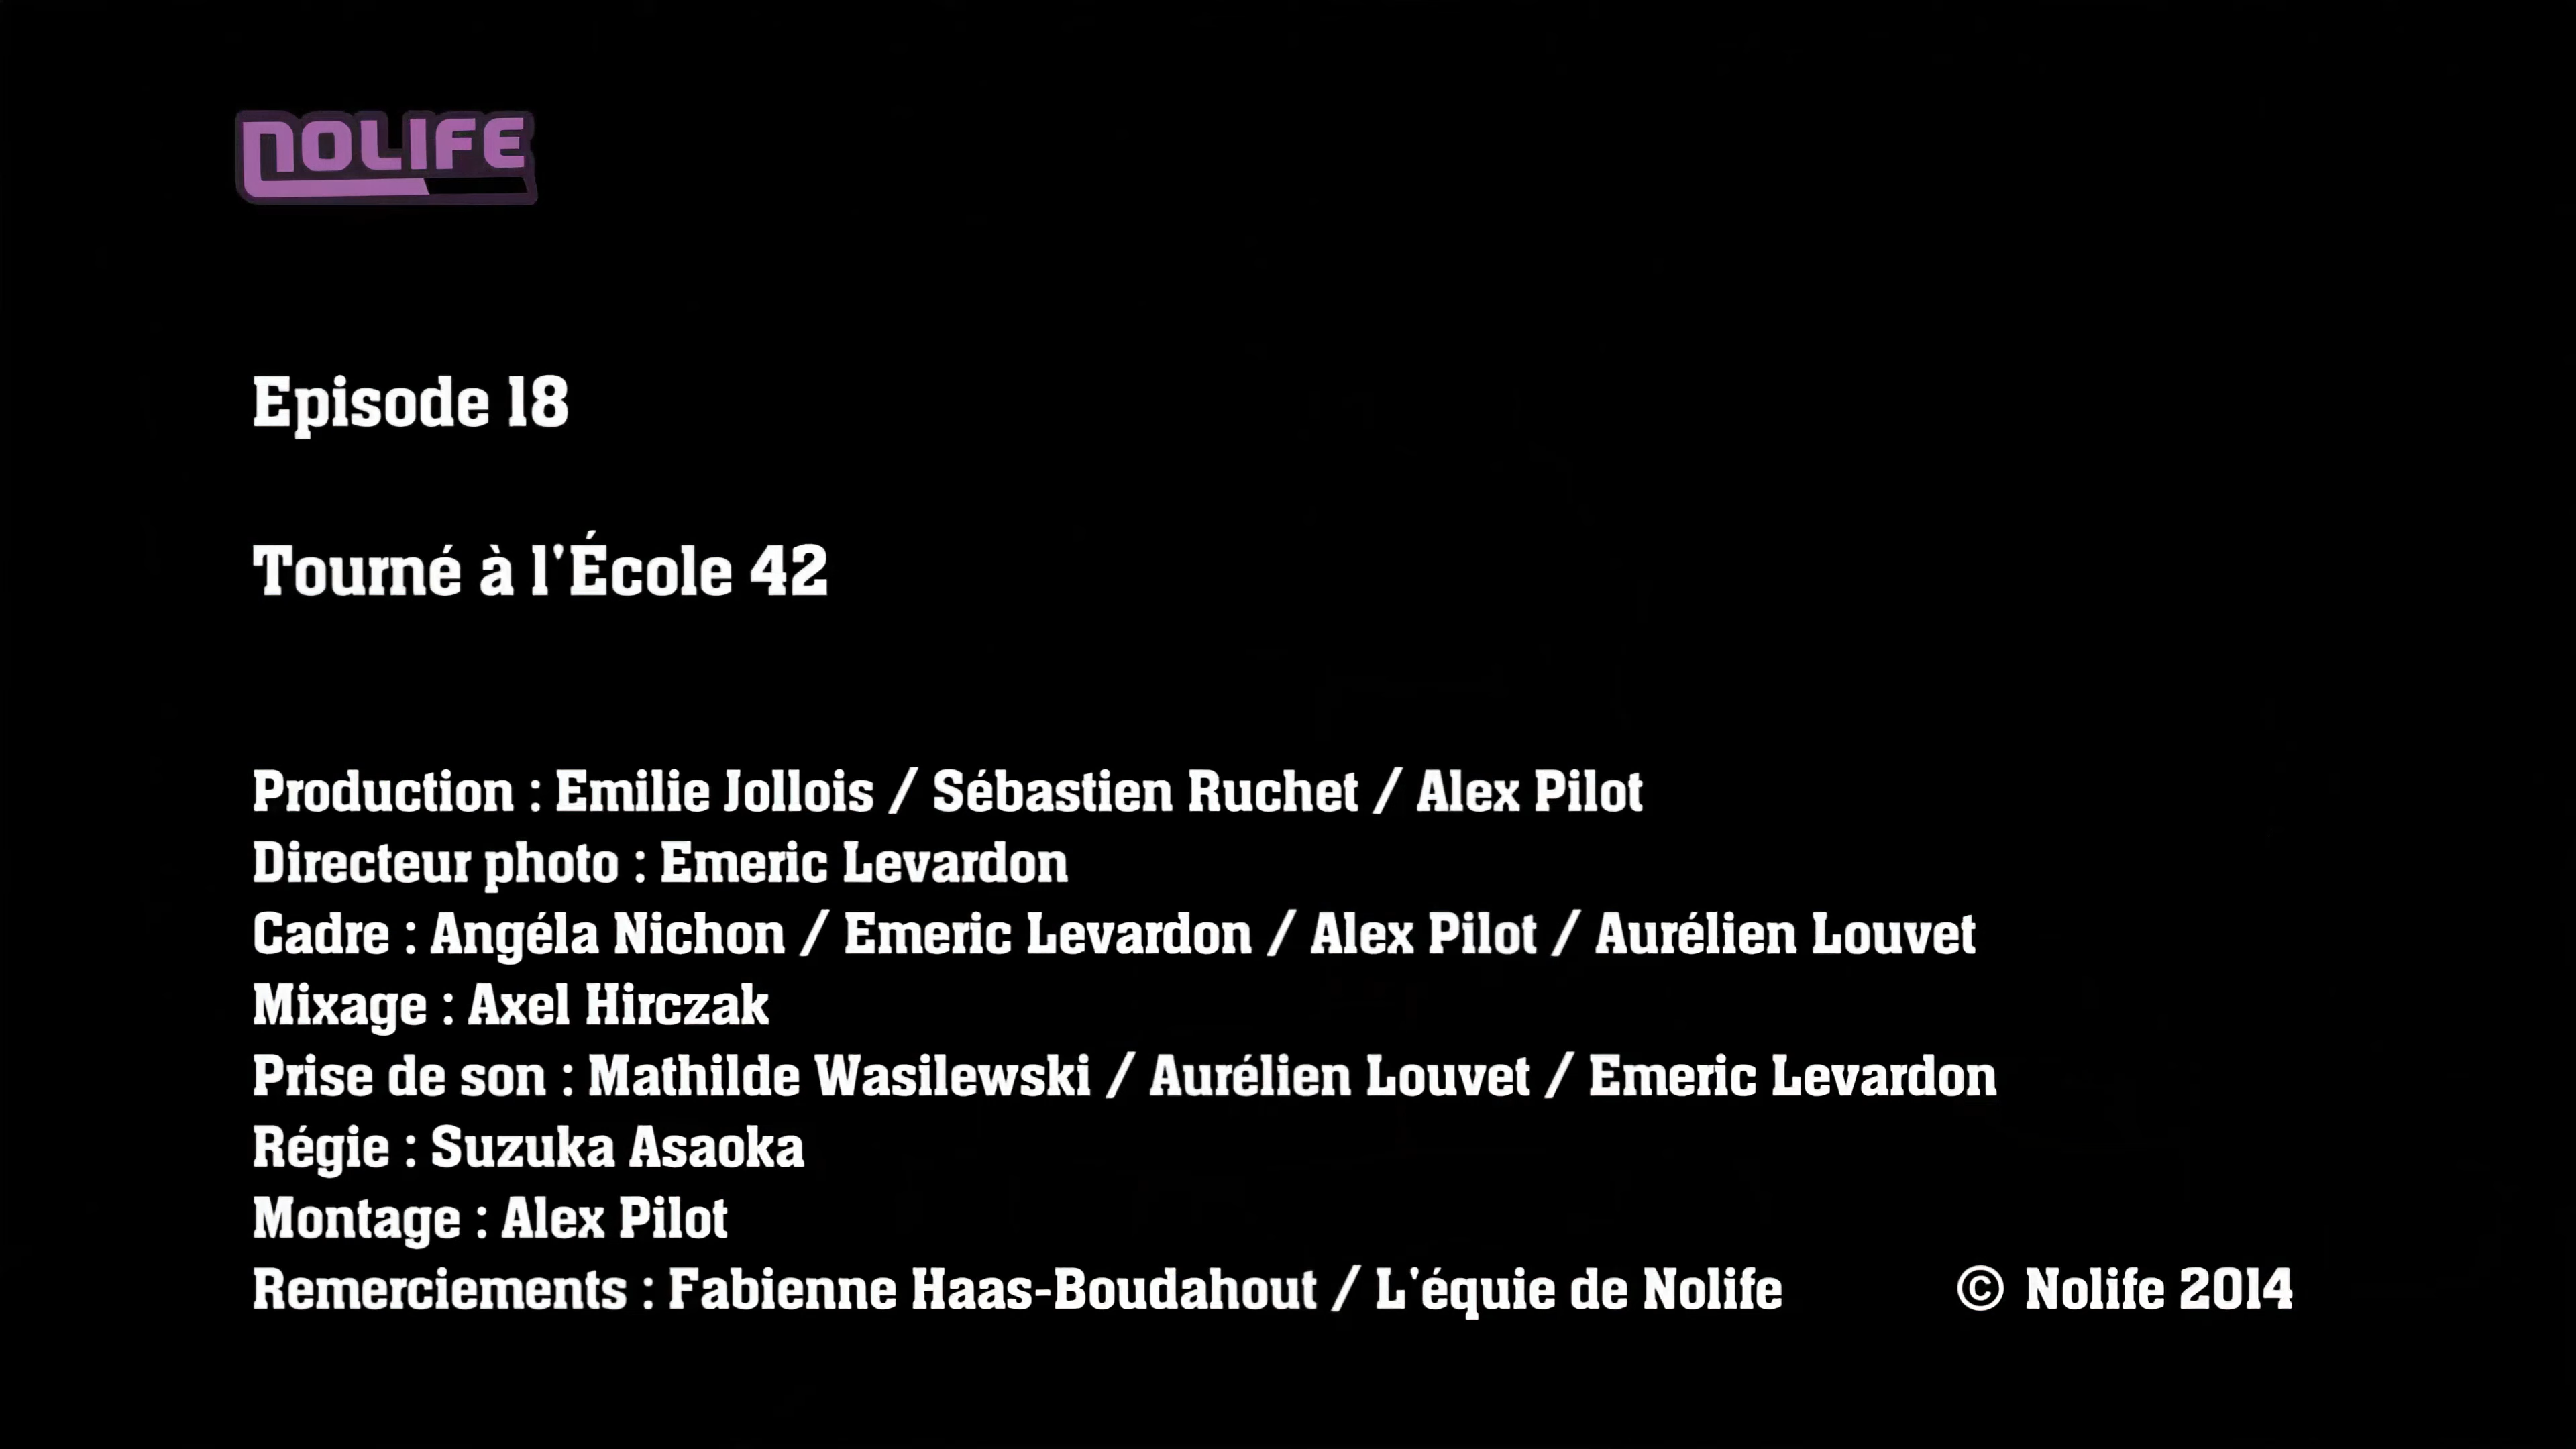 NOLIFE
Episode 18
Tourné à l'École 42
Production : Emilie Jollois / Sébastien Ruchet / Alex Pilot
Directeur photo : Emeric Levardon
Cadre : Angéla Nichon / Emeric Levardon / Alex Pilot / Aurélien Louvet
Mixage : Axel Hirczak
Prise de son : Mathilde Wasilewski / Aurélien Louvet / Emeric Levardon
Régie : Suzuka Asaoka
Montage : Alex Pilot
Remerciements : Fabienne Haas-Boudahout / L'équie de Nolife
© Nolife 2014